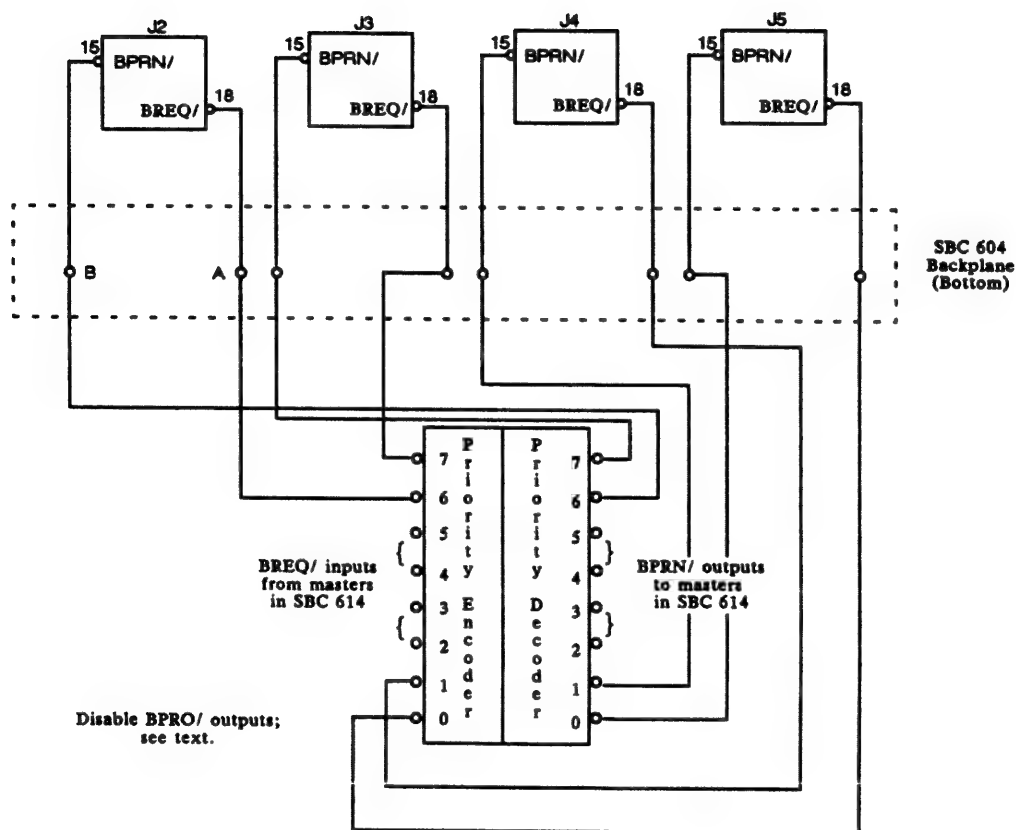 J2
J3
J4
J5
15
BPRN/
18
BREQ/
15
BPRN/
18
BREQ/
15
BPRN/
18
BREQ/
15
BPRN/
18
BREQ/
B
A
SBC 604
Backplane
(Bottom)
7
6
5
4
3
2
1
0
Priority Encoder
Priority Decoder
7
6
5
4
3
2
1
0
BREQ/ inputs
from masters
in SBC 614
BPRN/ outputs
to masters
in SBC 614
Disable BPRO/ outputs;
see text.